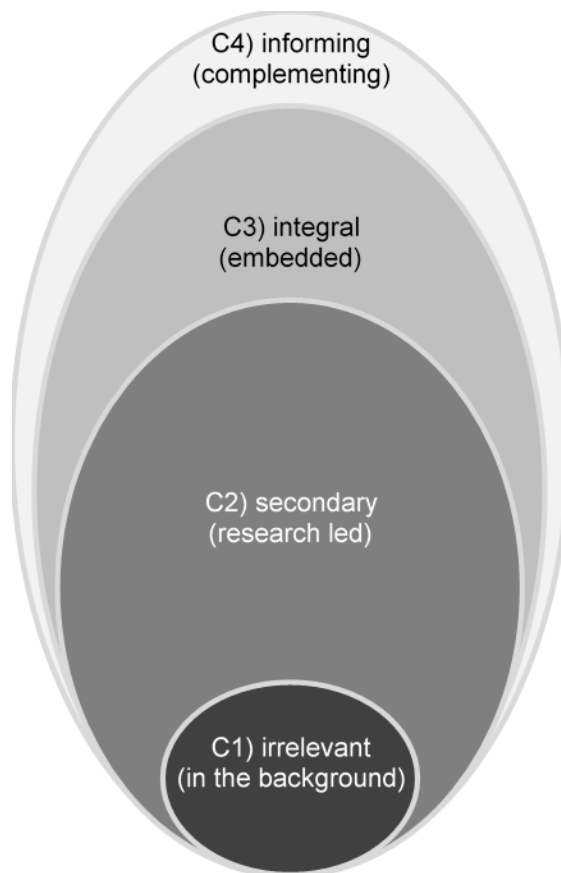 C4) informing
(complementing)
C3) integral
(embedded)
C2) secondary
(research led)
C1) irrelevant
(in the background)